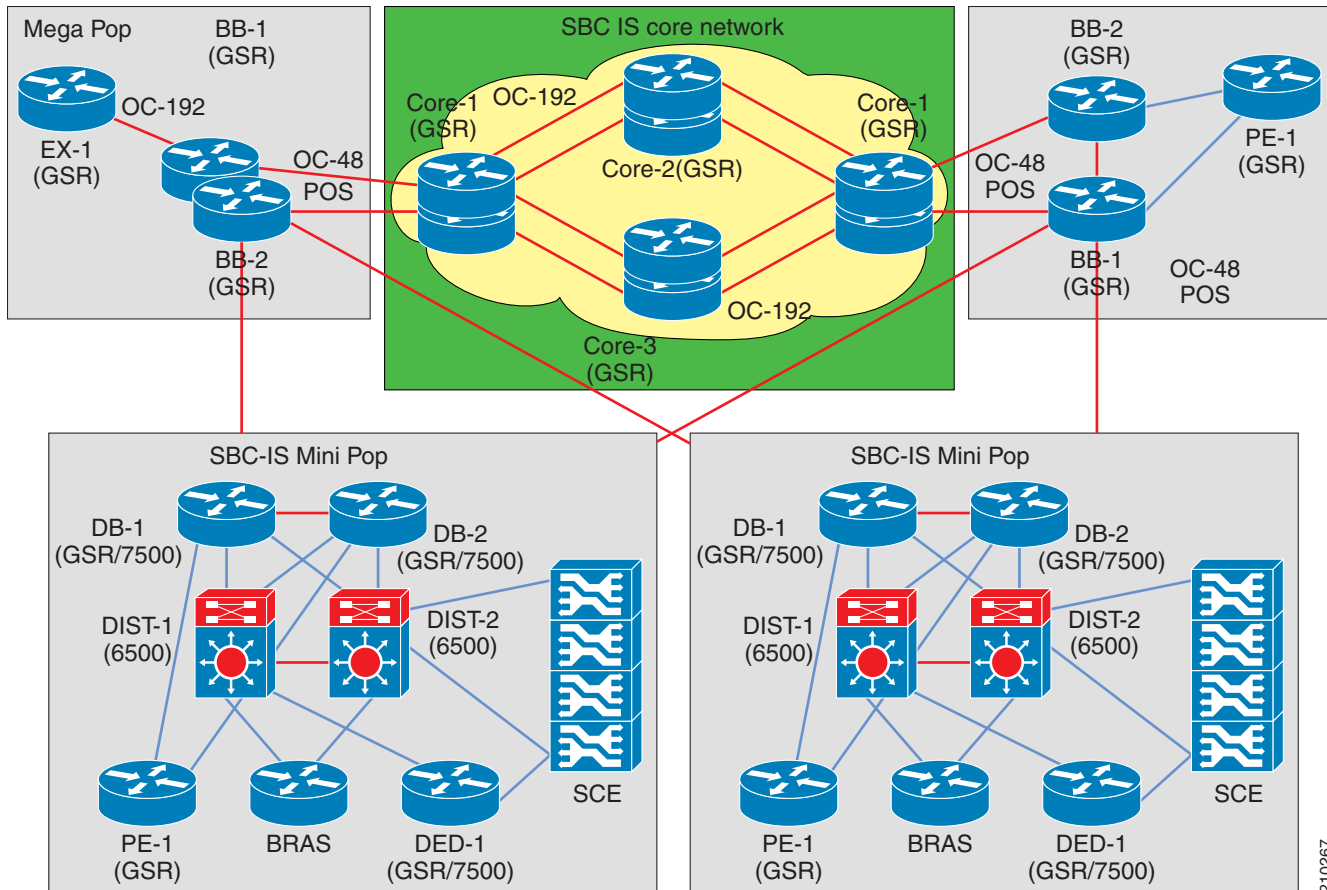 Mega Pop
BB-1
(GSR)
OC-192
EX-1
(GSR)
OC-48
POS
BB-2
(GSR)
SBC IS core network
Core-1
(GSR)
OC-192
Core-2(GSR)
Core-1
(GSR)
OC-192
Core-3
(GSR)
BB-2
(GSR)
PE-1
(GSR)
OC-48
POS
BB-1
(GSR)
OC-48
POS
SBC-IS Mini Pop
DB-1
(GSR/7500)
DB-2
(GSR/7500)
DIST-1
(6500)
DIST-2
(6500)
SCE
PE-1
(GSR)
BRAS
DED-1
(GSR/7500)
SBC-IS Mini Pop
DB-1
(GSR/7500)
DB-2
(GSR/7500)
DIST-1
(6500)
DIST-2
(6500)
SCE
PE-1
(GSR)
BRAS
DED-1
(GSR/7500)
210267